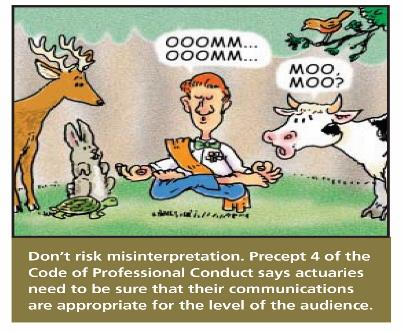 OOOMM...
OOOMM...
MOO.
MOO?
Don't risk misinterpretation. Precept 4 of the
Code of Professional Conduct says actuaries
need to be sure that their communications
are appropriate for the level of the audience.